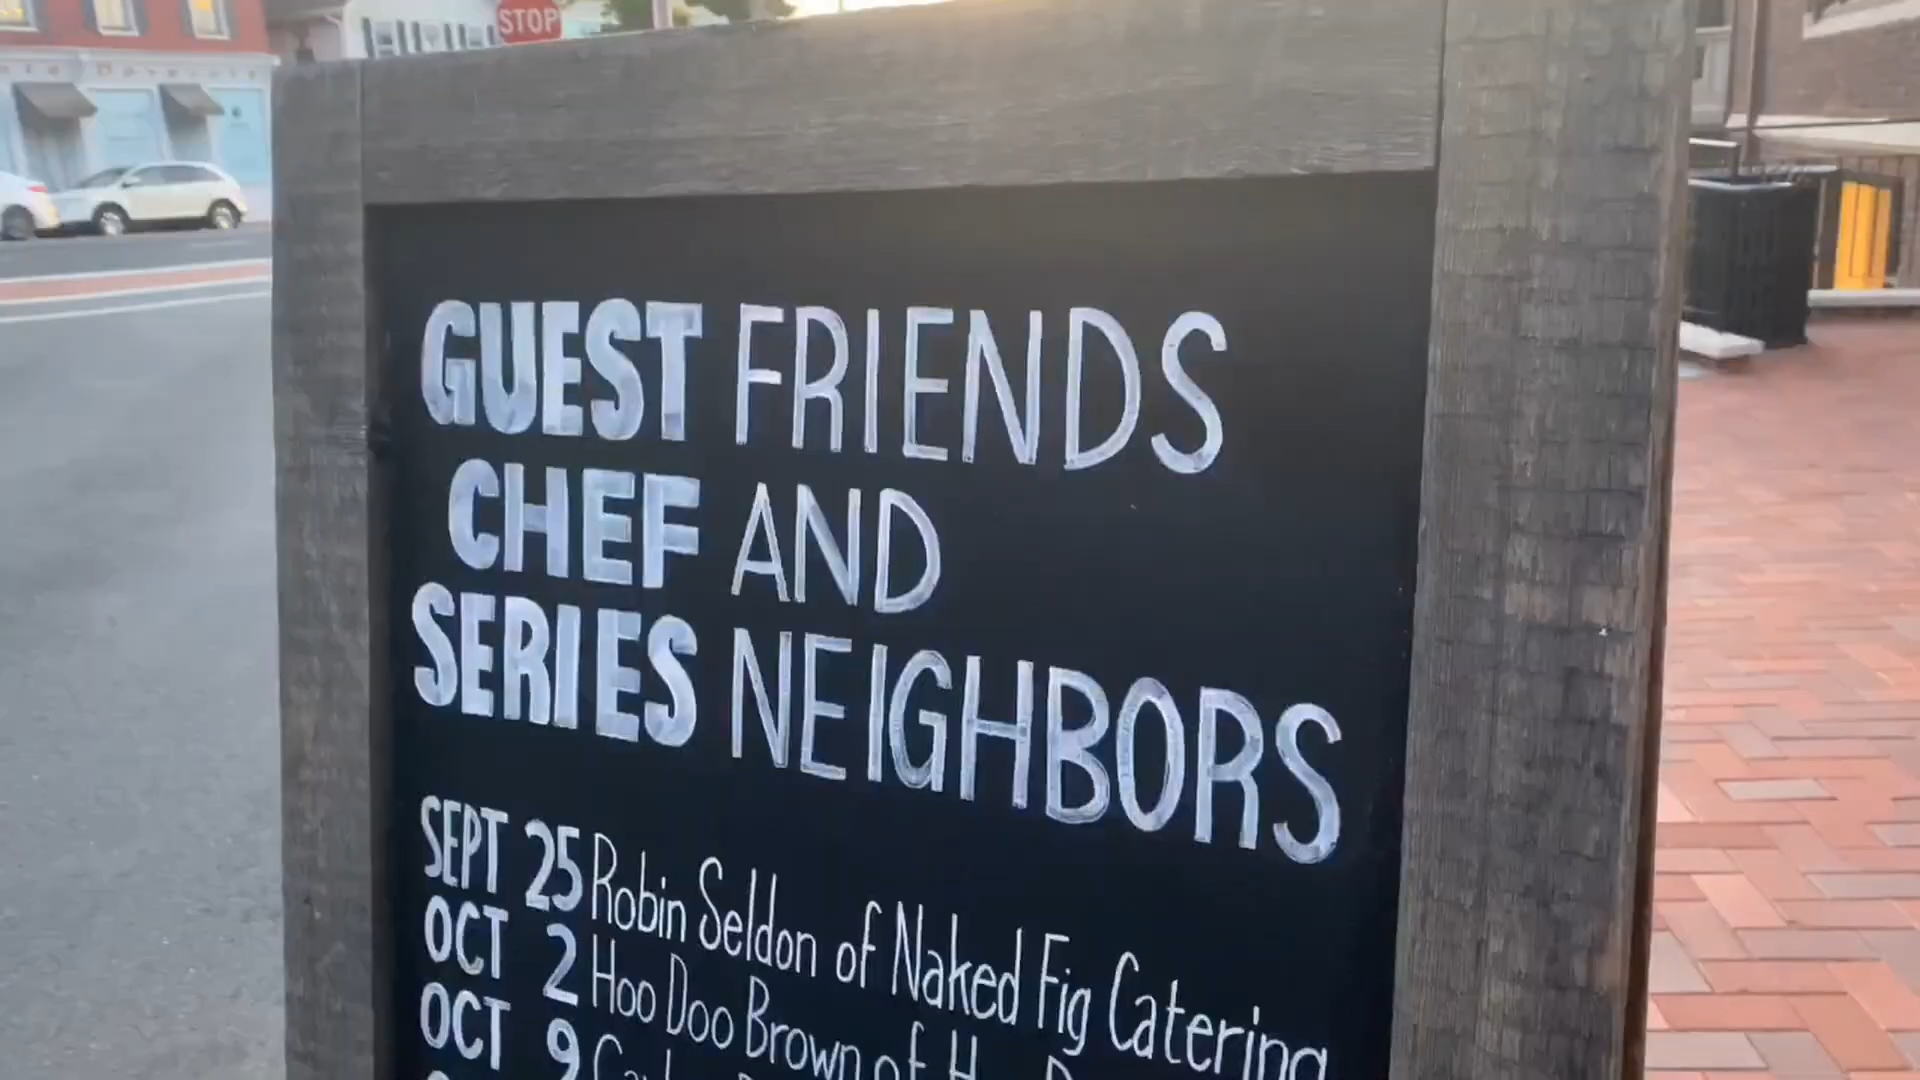 STOP
GUEST FRIENDS
CHEF AND
SERIES NEIGHBORS
SEPT 25 Robin Seldon of Naked Fig Catering
OCT 2 Hoo Doo Brown of
OCT 9